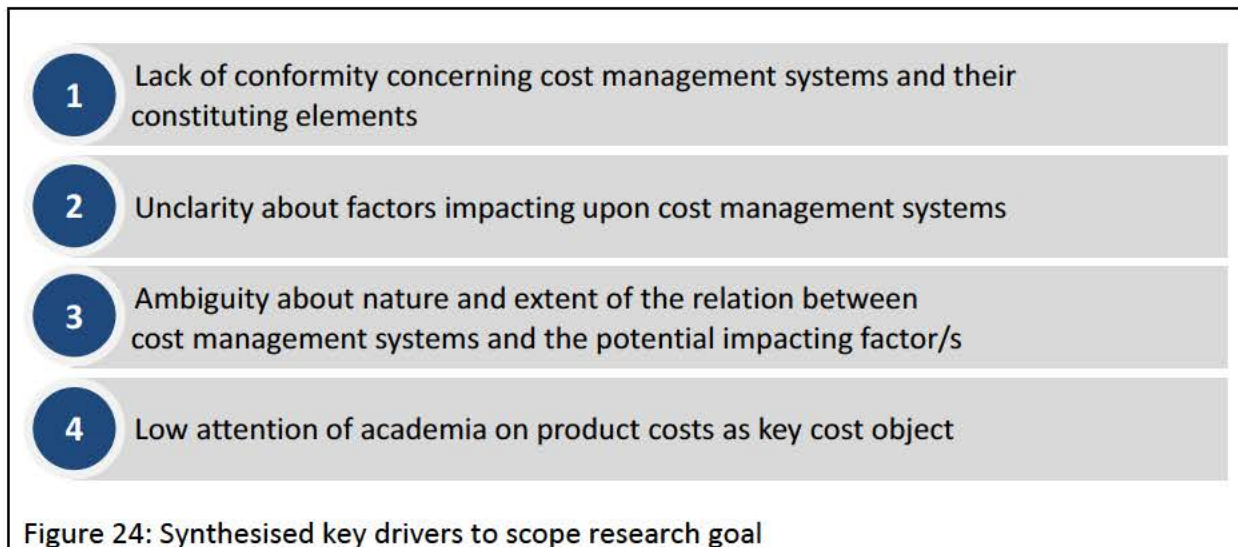 1
Lack of conformity concerning cost management systems and their
constituting elements
2
Unclarity about factors impacting upon cost management systems
3
Ambiguity about nature and extent of the relation between
cost management systems and the potential impacting factor/s
4
Low attention of academia on product costs as key cost object
Figure 24: Synthesised key drivers to scope research goal